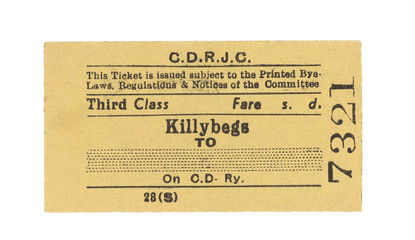 C.D.R.J.C.
This Ticket is issued subject to the Printed Bye-
Laws, Regulations & Notices of the Committee
Third Class Fare s. d.
Killybegs
TO
On C.D. Ry.
28(S)
7321